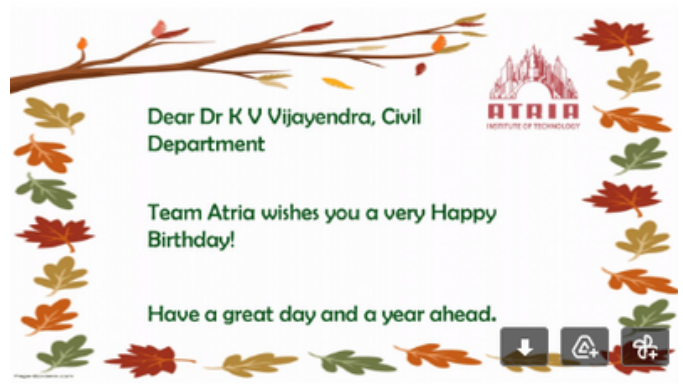 ATRIA
INSTITUTE OF TECHNOLOGY
Dear Dr K V Vijayendra, Civil
Department
Team Atria wishes you a very Happy
Birthday!
Have a great day and a year ahead.